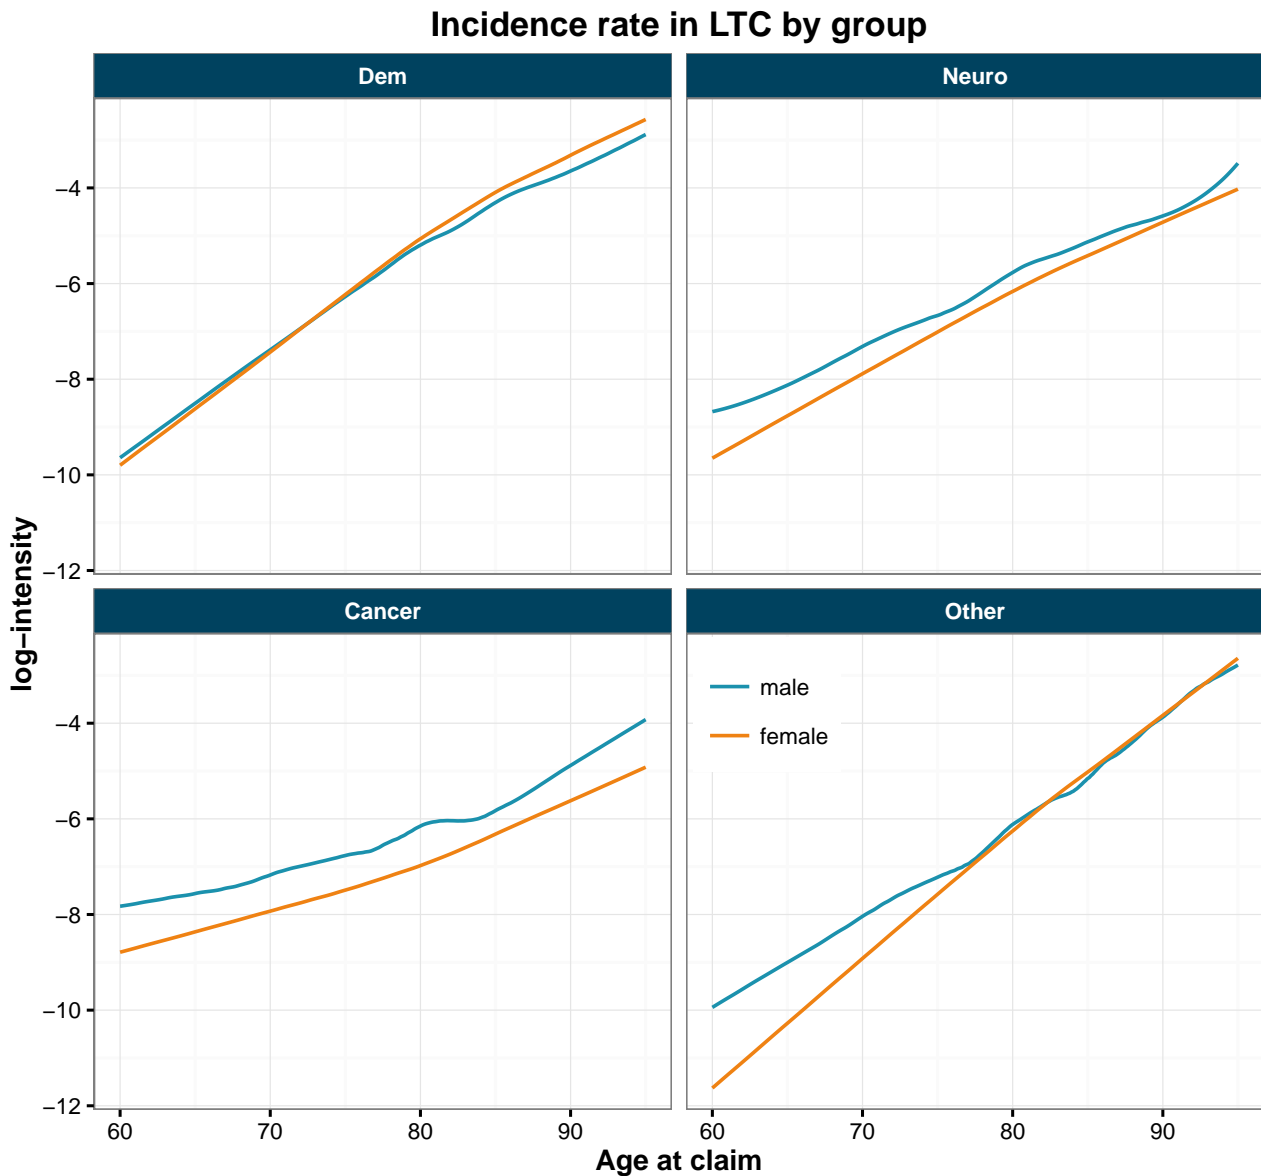 Incidence rate in LTC by group
Dem
Neuro
−4
−6
−8
−10
−12
Cancer
Other
male
female
−4
−6
−8
−10
−12
60
70
80
90
60
70
80
90
log−intensity
Age at claim